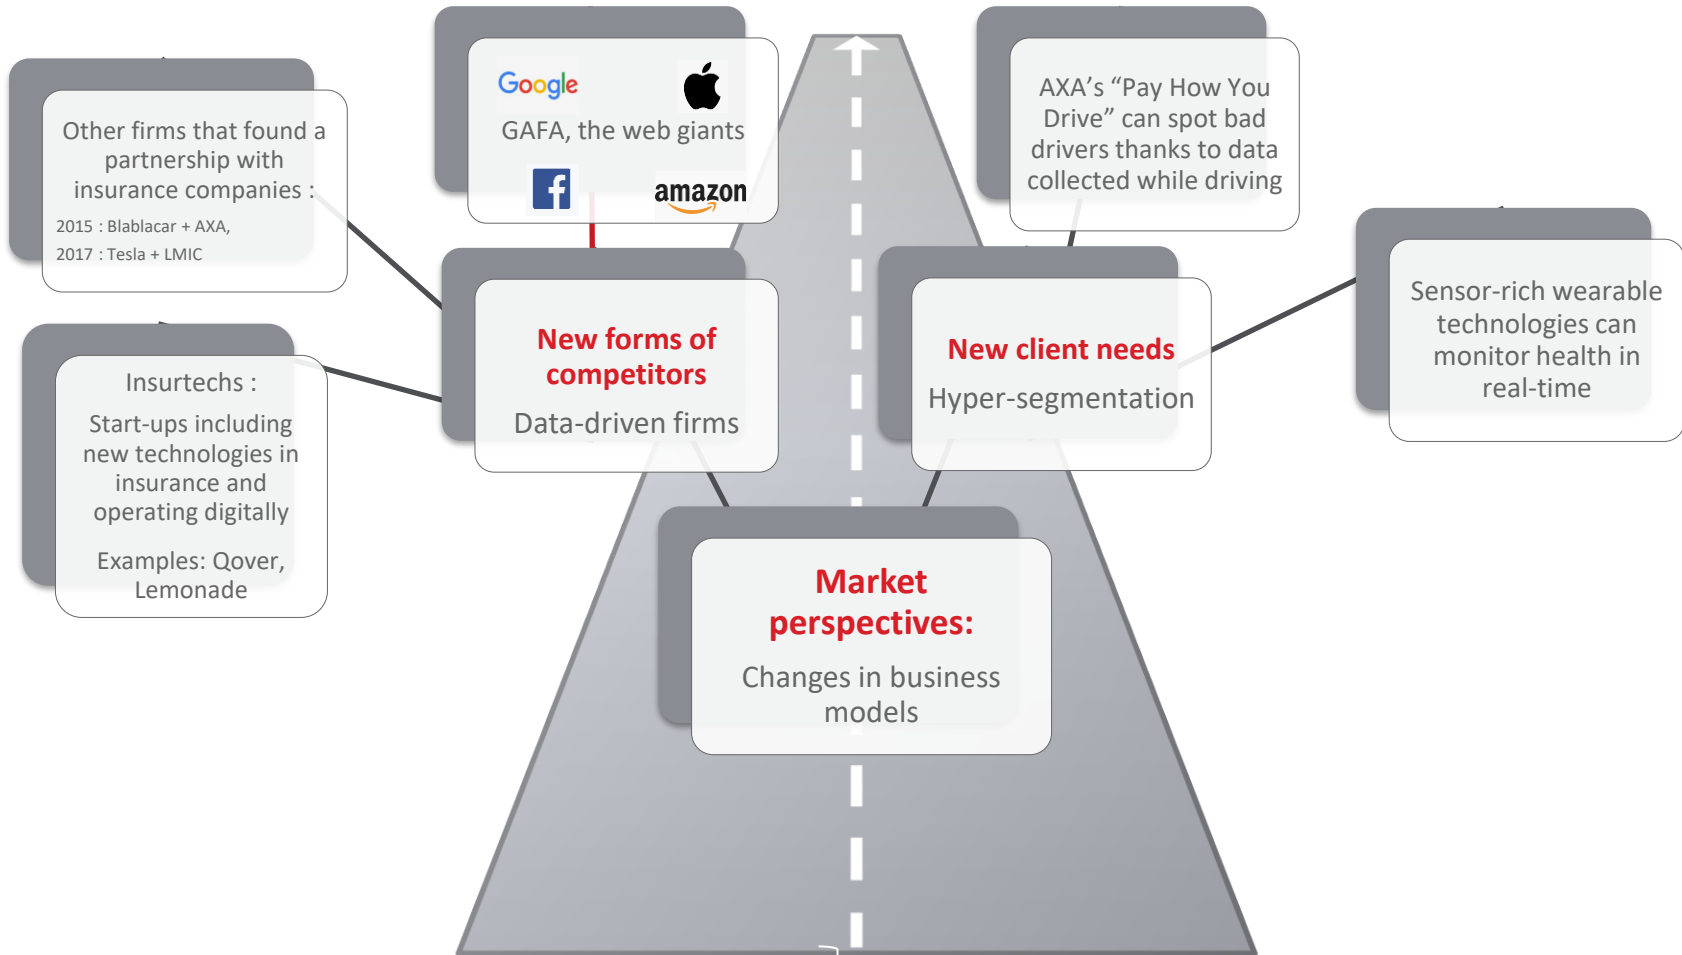 Google
GAFA, the web giants
f
amazon
Other firms that found a
partnership with
insurance companies :
2015 : Blablacar + AXA,
2017 : Tesla + LMIC
Insurtechs :
Start-ups including
new technologies in
insurance and
operating digitally
Examples: Qover,
Lemonade
New forms of
competitors
Data-driven firms
AXA’s “Pay How You
Drive” can spot bad
drivers thanks to data
collected while driving
New client needs
Hyper-segmentation
Sensor-rich wearable
technologies can
monitor health in
real-time
Market
perspectives:
Changes in business
models